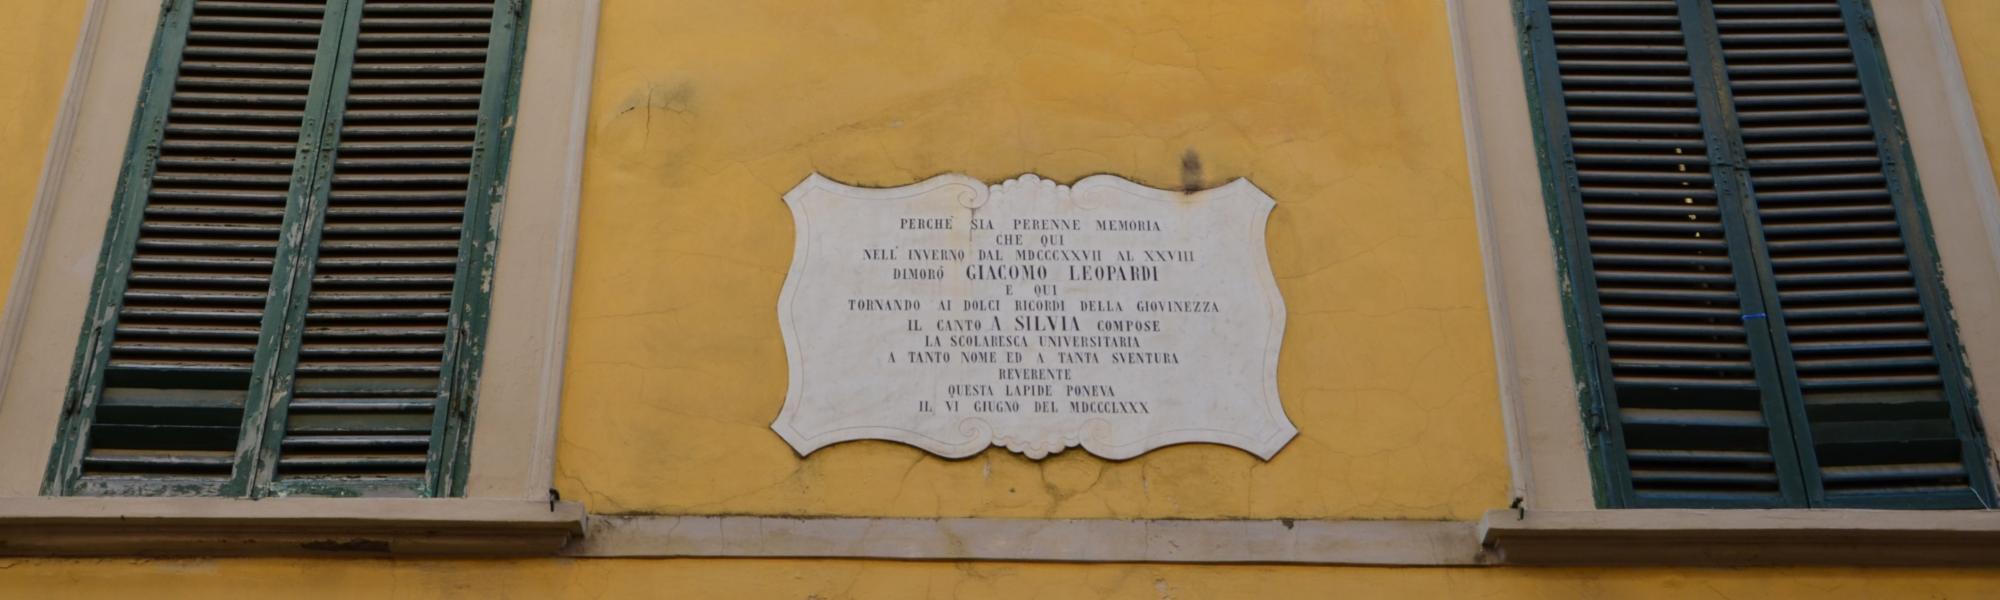 PERCHE' SIA PERENNE MEMORIA
CHE QUI
NELL' INVERNO DAL MDCCCXXVII AL XXVIII
DIMORÒ GIACOMO LEOPARDI
E QUI
TORNANDO AI DOLCI RICORDI DELLA GIOVINEZZA
IL CANTO A SILVIA COMPOSE
LA SCOLARESCA UNIVERSITARIA
A TANTO NOME ED A TANTA SVENTURA
REVERENTE
QUESTA LAPIDE PONEVA
IL VI GIUGNO DEL MDCCCLXXX